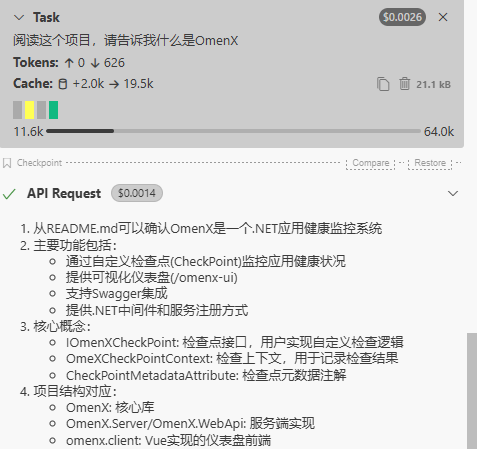 Task
$0.0026
阅读这个项目，请告诉我什么是OmenX
Tokens: ↑ 0 ↓ 626
Cache: +2.0k → 19.5k
21.1 kB
11.6k
64.0k
Checkpoint
Compare
Restore
API Request
$0.0014
1. 从README.md可以确认OmenX是一个.NET应用健康监控系统
2. 主要功能包括：
通过自定义检查点(CheckPoint)监控应用健康状况
提供可视化仪表盘(/omenx-ui)
支持Swagger集成
提供.NET中间件和服务注册方式
3. 核心概念：
IOmenXCheckPoint: 检查点接口，用户实现自定义检查逻辑
OmeXCheckPointContext: 检查上下文，用于记录检查结果
CheckPointMetadataAttribute: 检查点元数据注解
4. 项目结构对应：
OmenX: 核心库
OmenX.Server/OmenX.WebApi: 服务端实现
omenx.client: Vue实现的仪表盘前端